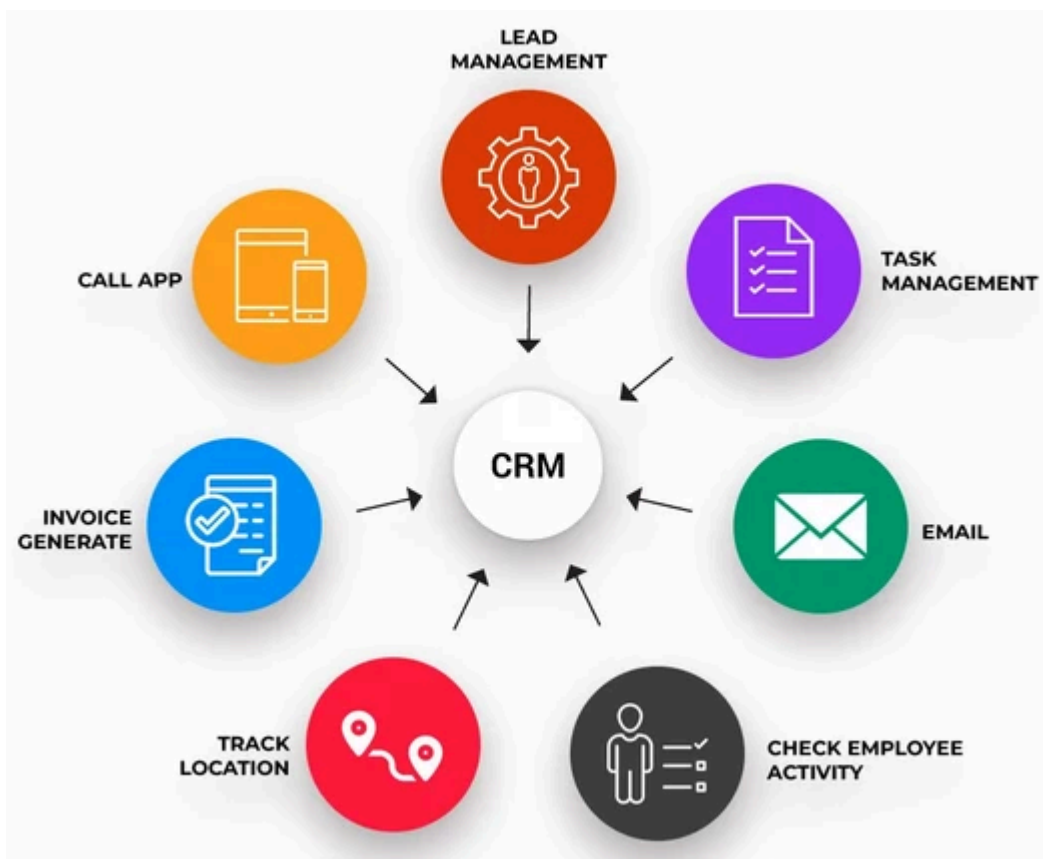 LEAD
MANAGEMENT
CALL APP
TASK
MANAGEMENT
CRM
INVOICE
GENERATE
EMAIL
TRACK
LOCATION
CHECK EMPLOYEE
ACTIVITY